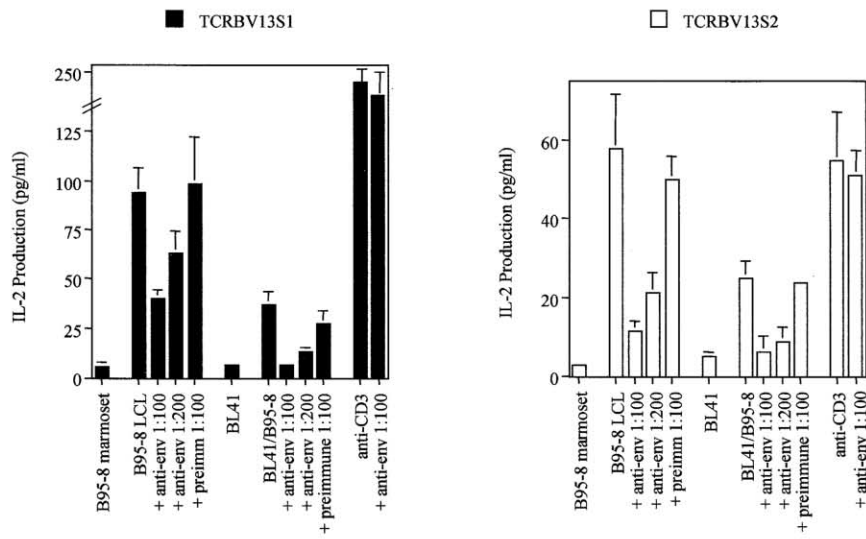 TCRBV13S1
IL-2 Production (pg/ml)
250
125
100
75
50
25
0
B95-8 marmoset
B95-8 LCL
+ anti-env 1:100
+ anti-env 1:200
+ preimm 1:100
BL41
BL41/B95-8
+ anti-env 1:100
+ anti-env 1:200
+ preimmune 1:100
anti-CD3
+ anti-env 1:100
TCRBV13S2
IL-2 Production (pg/ml)
60
40
20
0
B95-8 marmoset
B95-8 LCL
+ anti-env 1:100
+ anti-env 1:200
+ preimm 1:100
BL41
BL41/B95-8
+ anti-env 1:100
+ anti-env 1:200
+ preimmune 1:100
anti-CD3
+ anti-env 1:100